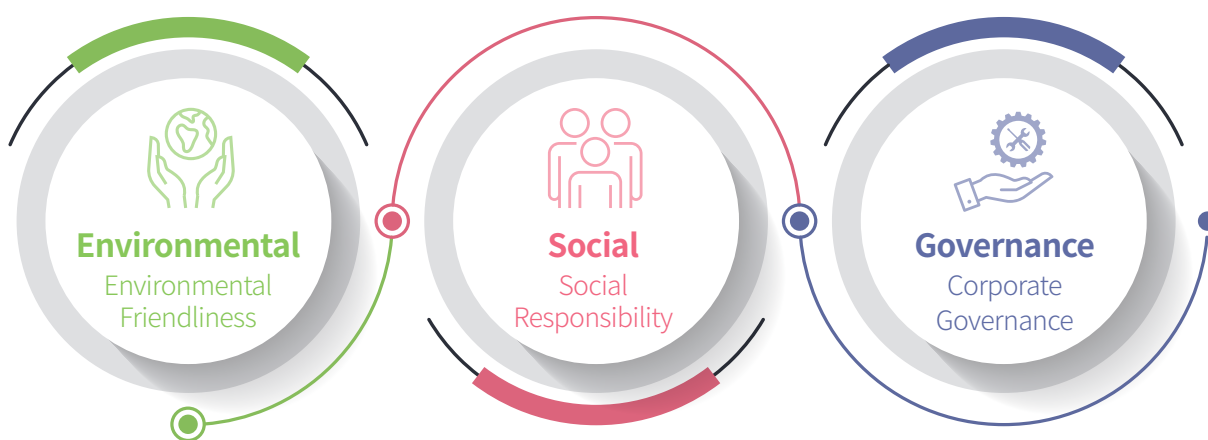 Environmental
Environmental
Friendliness
Social
Social
Responsibility
Governance
Corporate
Governance